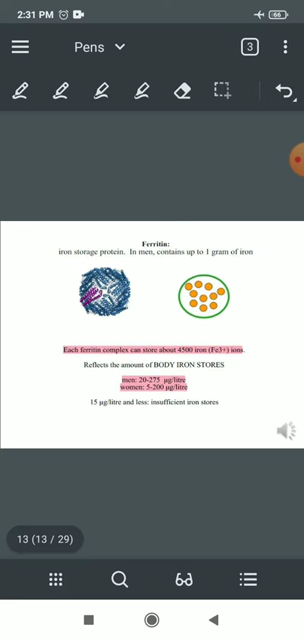 2:31 PM
66
Pens
3
Ferritin:
iron storage protein. In men, contains up to 1 gram of iron
Each ferritin complex can store about 4500 iron (Fe3+) ions.
Reflects the amount of BODY IRON STORES
men: 20-275 µg/litre
women: 5-200 µg/litre
15 µg/litre and less: insufficient iron stores
13 (13 / 29)